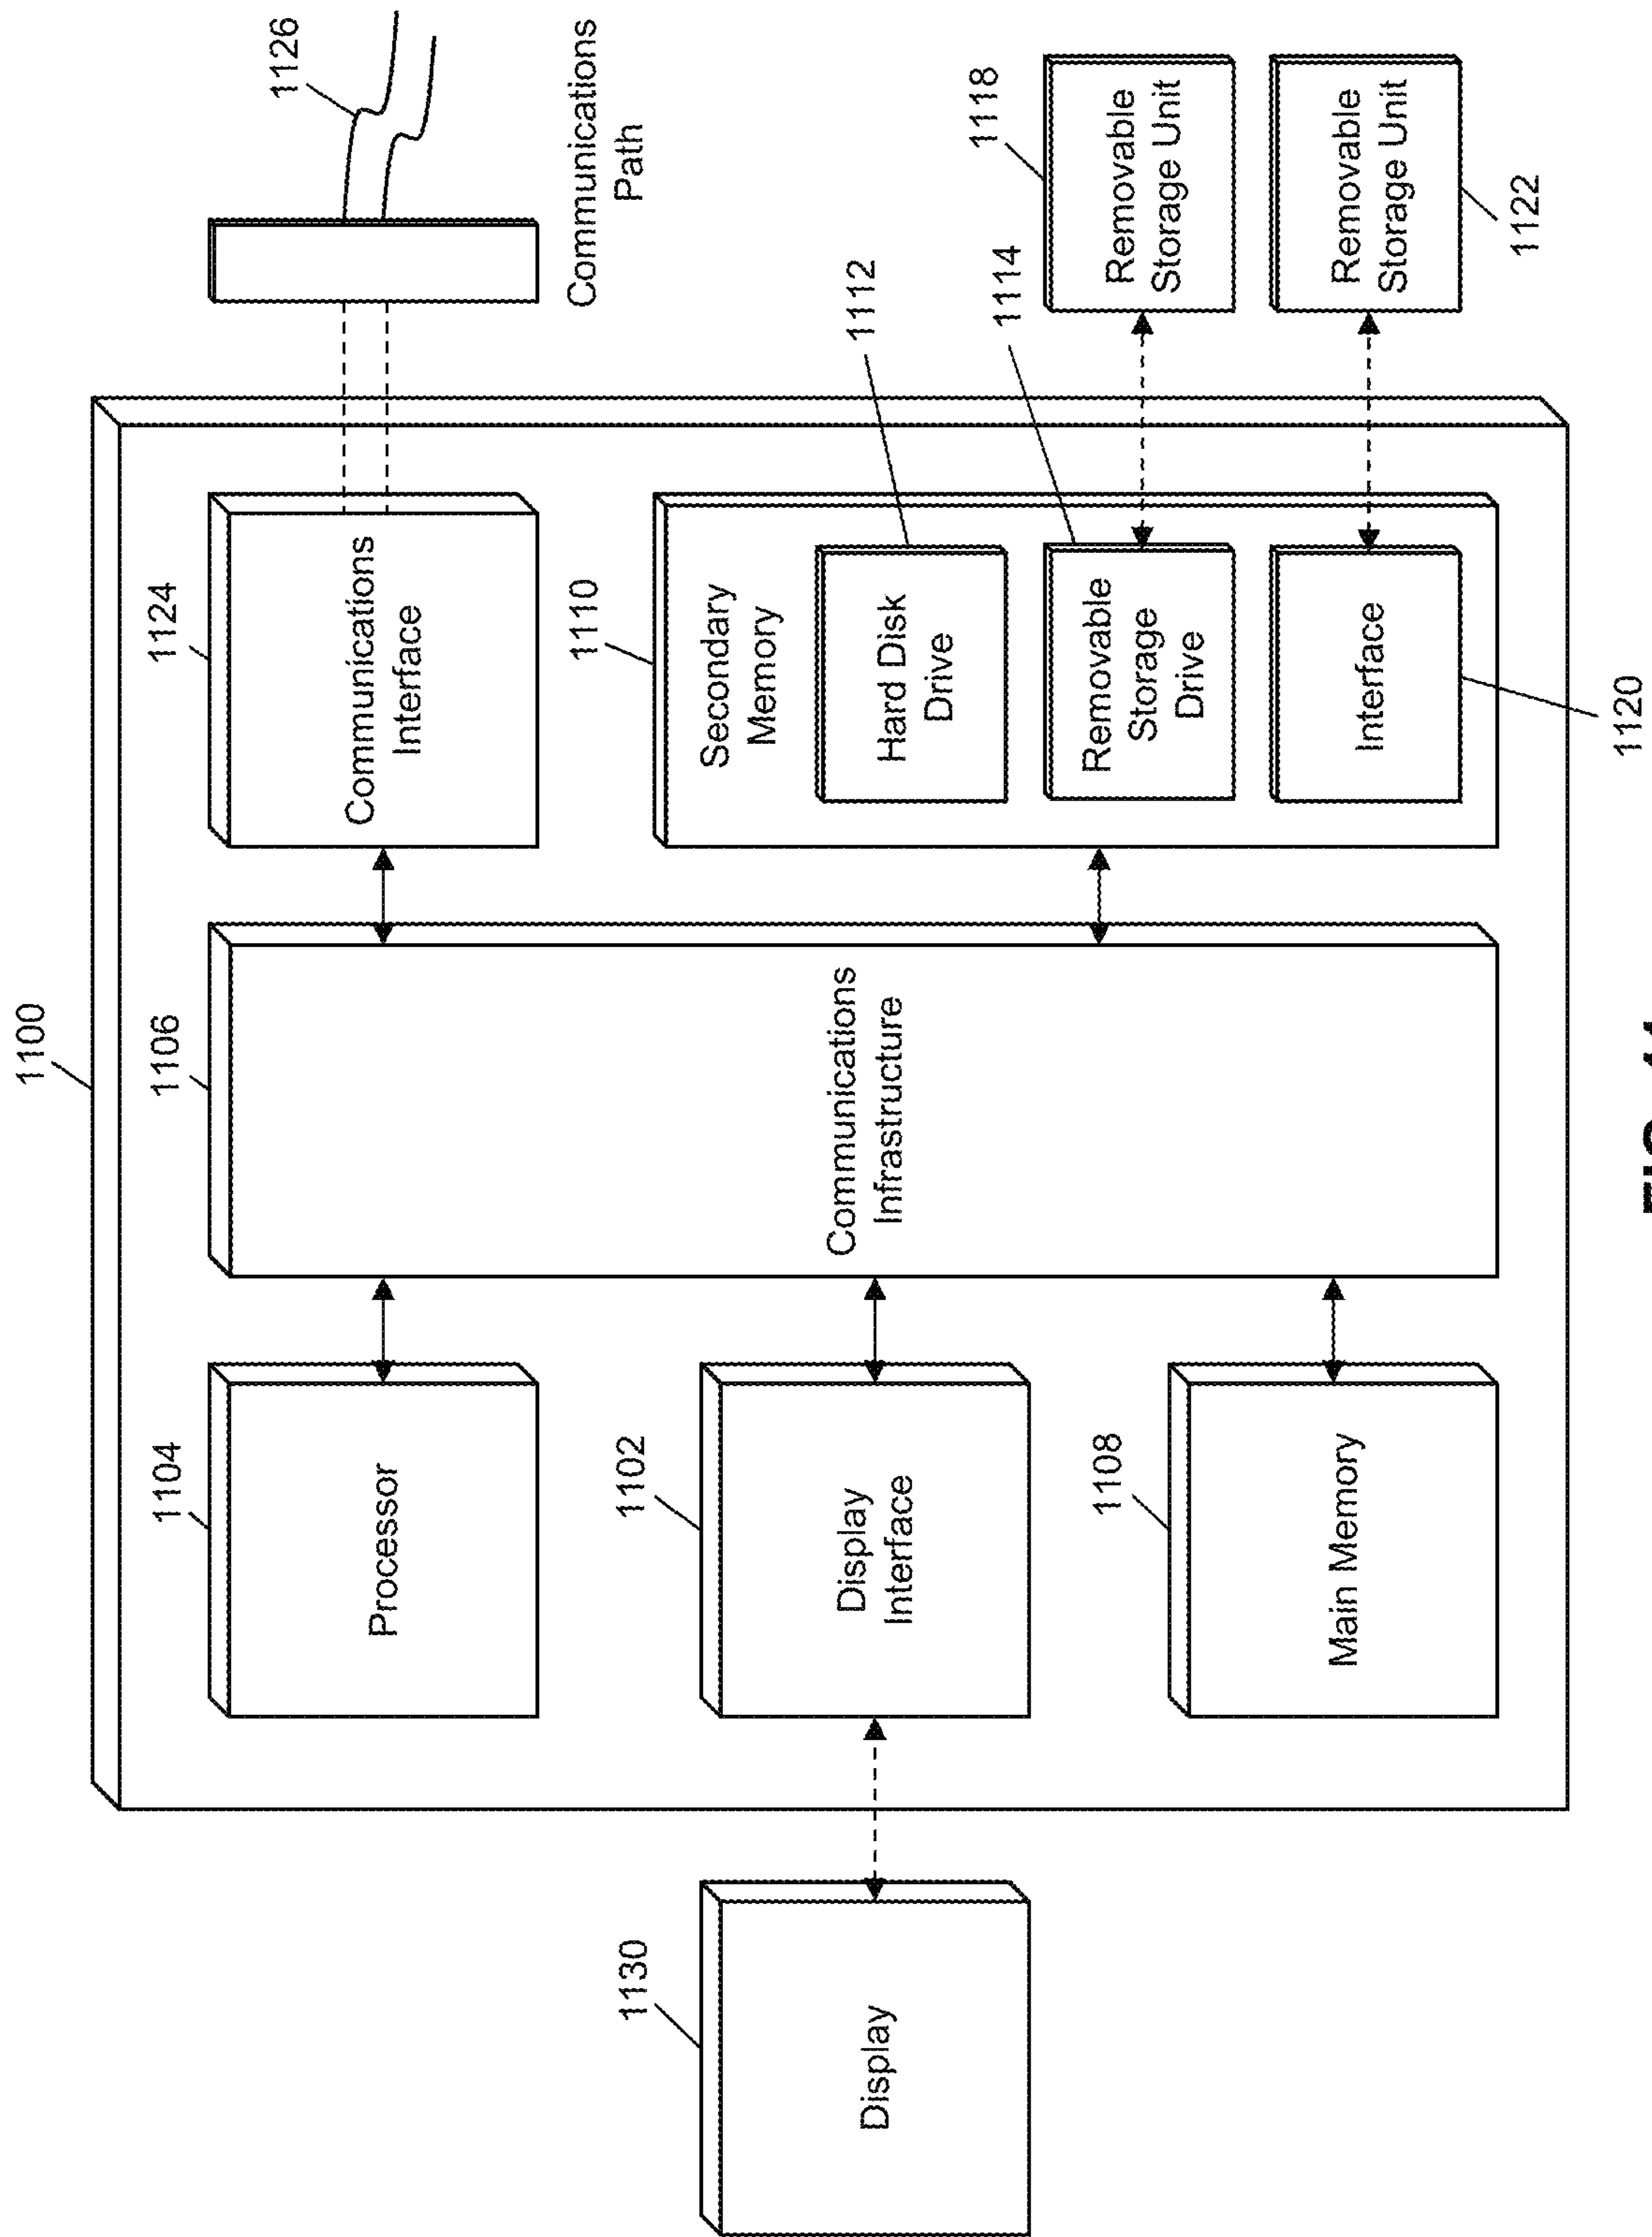 1100
1104
1106
1124
1126
Processor
Communications
Interface
Communications
Path
1130
1102
1110
Display
Display
Interface
Communications
Infrastructure
Secondary
Memory
1112
Hard Disk
Drive
1114
1118
1108
Removable
Storage
Drive
Removable
Storage Unit
Main Memory
Interface
Removable
Storage Unit
1122
1120
FIG. 11